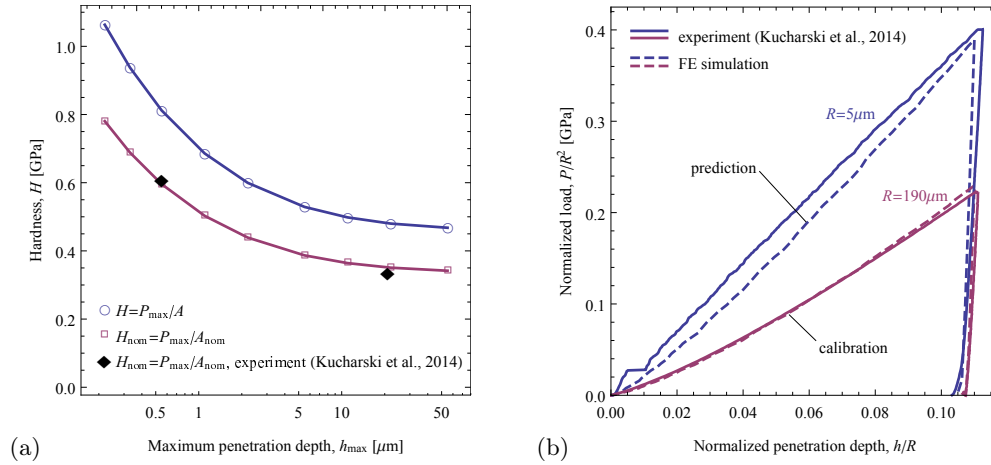 1.0
0.8
0.6
0.4
0.2
0.0
Hardness, H [GPa]
H=Pmax/A
Hnom=Pmax/Anom
Hnom=Pmax/Anom, experiment (Kucharski et al., 2014)
0.5 1 5 10 50
Maximum penetration depth, hmax [μm]
(a)
0.4
0.3
0.2
0.1
0.0
Normalized load, P/R²[GPa]
experiment (Kucharski et al., 2014)
FE simulation
R=5μm
prediction
R=190μm
calibration
0.00 0.02 0.04 0.06 0.08 0.10
Normalized penetration depth, h/R
(b)